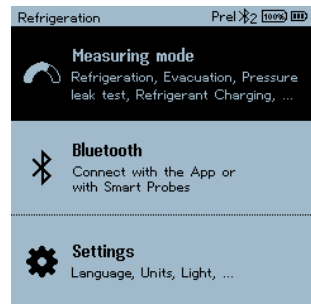 Refrigeration Prel 2 100%
Measuring mode
Refrigeration, Evacuation, Pressure
leak test, Refrigerant Charging, ...
Bluetooth
Connect with the App or
with Smart Probes
Settings
Language, Units, Light, ...